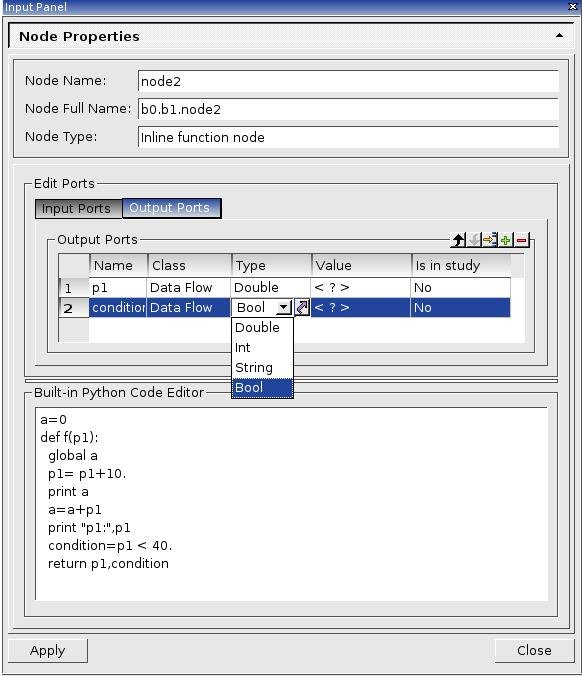 Input Panel
Node Properties
Node Name: node2
Node Full Name: b0.b1.node2
Node Type: Inline function node
Edit Ports
Input Ports Output Ports
Output Ports
Name Class Type Value Is in study
1 p1 Data Flow Double < ? > No
2 condition Data Flow Bool < ? > No
Double
Int
String
Bool
Built-in Python Code Editor
a=0
def f(p1):
  global a
  p1= p1+10.
  print a
  a=a+p1
  print "p1:",p1
  condition=p1 < 40.
  return p1,condition
Apply Close